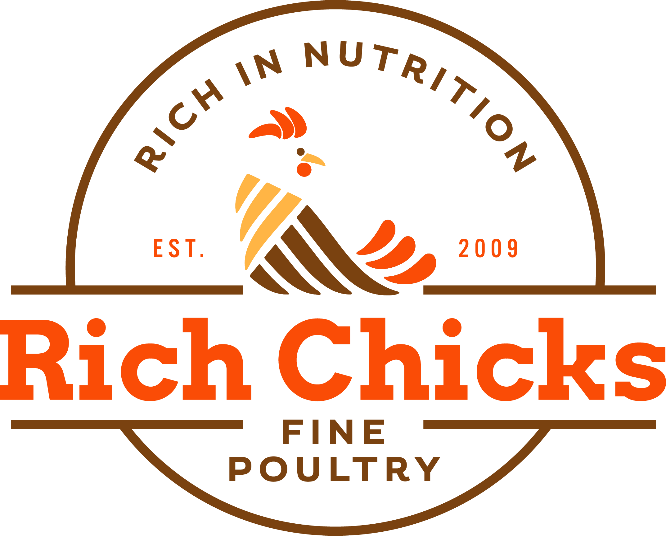 RICH IN NUTRITION
EST. 2009
Rich Chicks
FINE
POULTRY